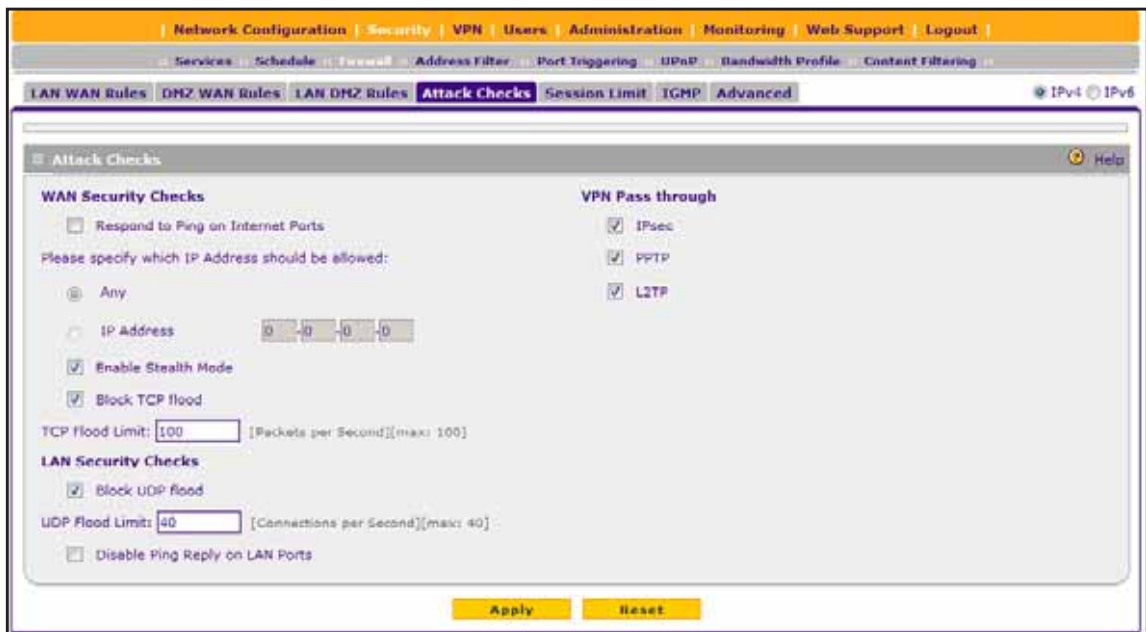 Network Configuration | Security | VPN | Users | Administration | Monitoring | Web Support | Logout
Services :: Schedule :: Firewall :: Address Filter :: Port Triggering :: UPnP :: Bandwidth Profile :: Content Filtering
LAN WAN Rules DMZ WAN Rules LAN DMZ Rules Attack Checks Session Limit IGMP Advanced IPv4 IPv6
Attack Checks Help
WAN Security Checks
Respond to Ping on Internet Ports
Please specify which IP Address should be allowed:
Any
IP Address 0 .0 .0 .0
Enable Stealth Mode
Block TCP flood
TCP Flood Limit: 100 [Packets per Second][max: 100]
LAN Security Checks
Block UDP flood
UDP Flood Limit: 40 [Connections per Second][max: 40]
Disable Ping Reply on LAN Ports
VPN Pass through
IPsec
PPTP
L2TP
Apply Reset